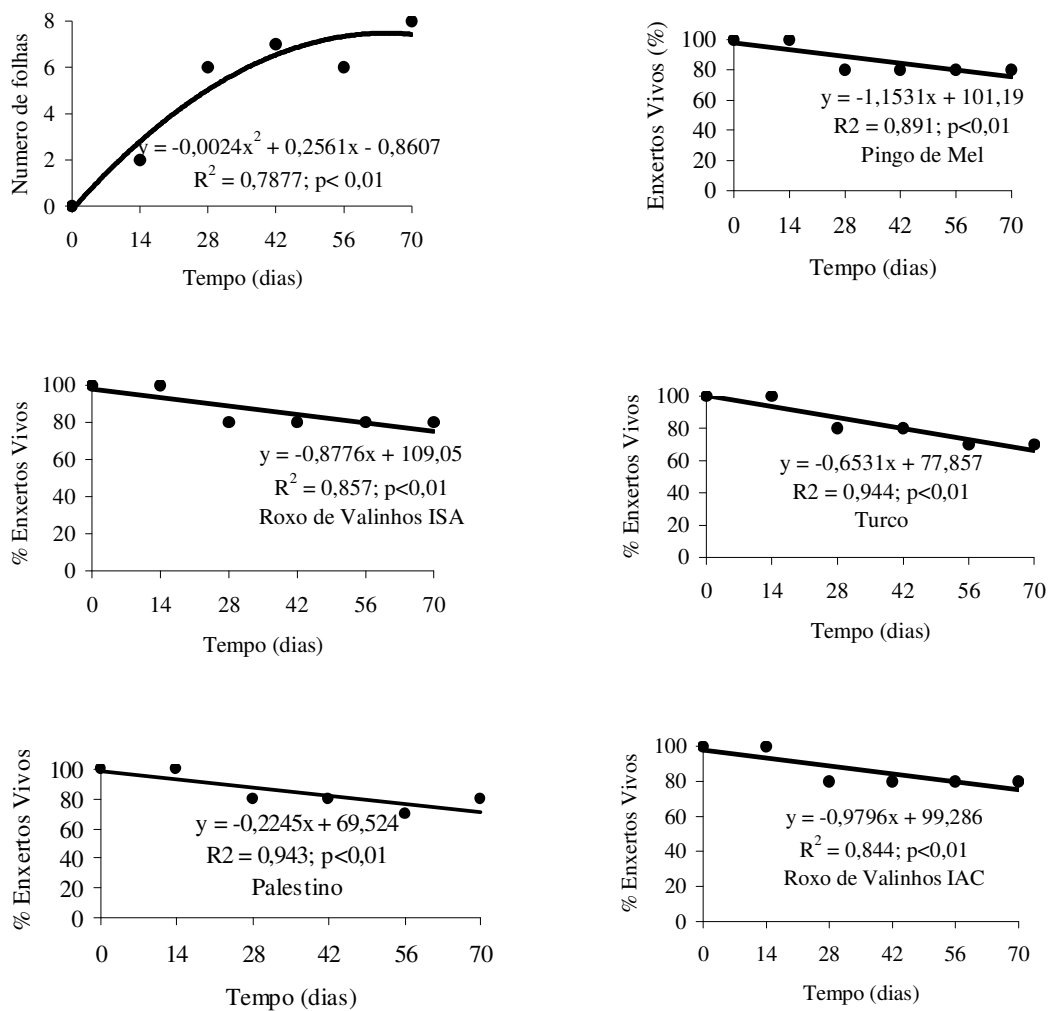 Numero de folhas
8
6
4
2
0
y = -0,0024x² + 0,2561x - 0,8607
R² = 0,7877; p< 0,01
0 14 28 42 56 70
Tempo (dias)
Enxertos Vivos (%)
100
80
60
40
20
0
y = -1,1531x + 101,19
R2 = 0,891; p<0,01
Pingo de Mel
0 14 28 42 56 70
Tempo (dias)
% Enxertos Vivos
100
80
60
40
20
0
y = -0,8776x + 109,05
R² = 0,857; p<0,01
Roxo de Valinhos ISA
0 14 28 42 56 70
Tempo (dias)
% Enxertos Vivos
100
80
60
40
20
0
y = -0,6531x + 77,857
R2 = 0,944; p<0,01
Turco
0 14 28 42 56 70
Tempo (dias)
% Enxertos Vivos
100
80
60
40
20
0
y = -0,2245x + 69,524
R2 = 0,943; p<0,01
Palestino
0 14 28 42 56 70
Tempo (dias)
% Enxertos Vivos
100
80
60
40
20
0
y = -0,9796x + 99,286
R² = 0,844; p<0,01
Roxo de Valinhos IAC
0 14 28 42 56 70
Tempo (dias)